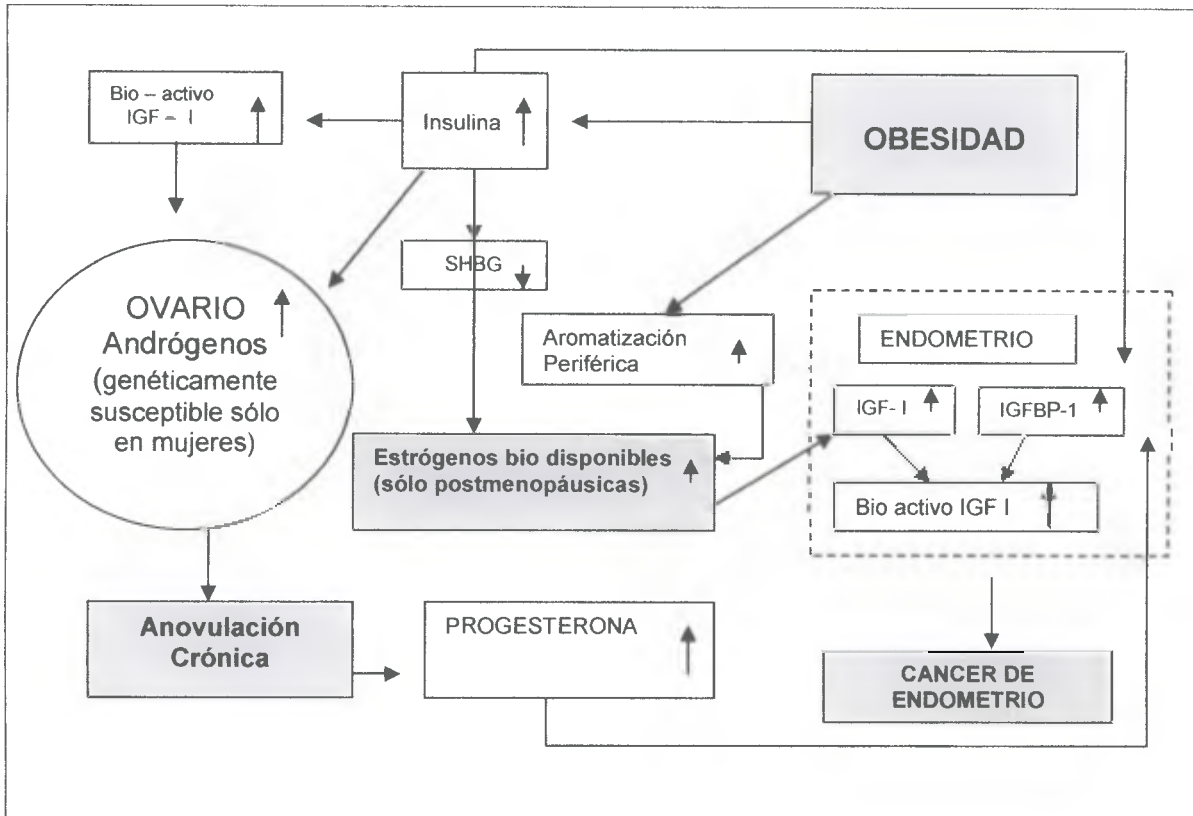 Bio – activo
IGF – I
Insulina
OBESIDAD
SHBG
OVARIO
Andrógenos
(genéticamente
susceptible sólo
en mujeres)
Aromatización
Periférica
ENDOMETRIO
IGF- I
IGFBP-1
Estrógenos bio disponibles
(sólo postmenopáusicas)
Bio activo IGF I
Anovulación
Crónica
PROGESTERONA
CANCER DE
ENDOMETRIO